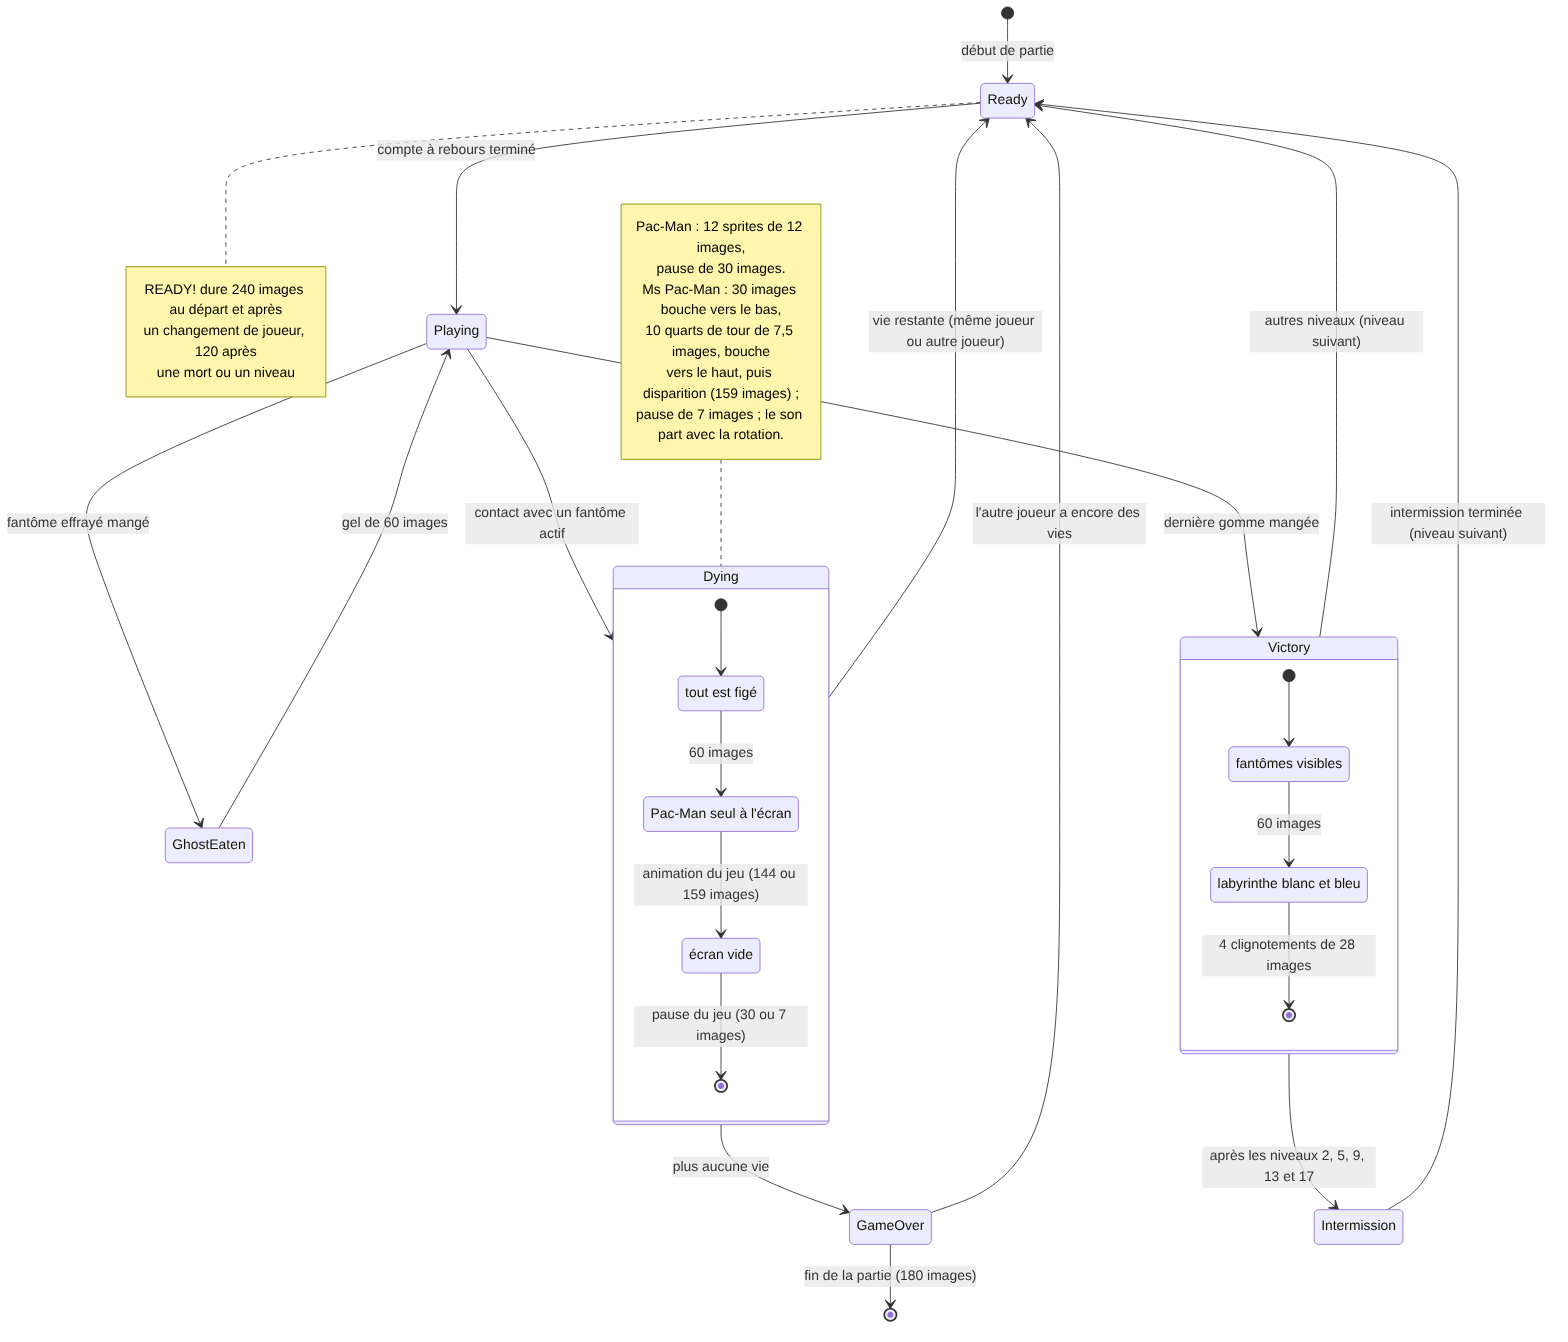 début de partie
Ready
compte à rebours terminé
READY! dure 240 images
au départ et après
un changement de joueur,
120 après
une mort ou un niveau
Playing
Pac-Man : 12 sprites de 12
images,
pause de 30 images.
Ms Pac-Man : 30 images
bouche vers le bas,
10 quarts de tour de 7,5
images, bouche
vers le haut, puis
disparition (159 images) ;
pause de 7 images ; le son
part avec la rotation.
vie restante (même joueur
ou autre joueur)
autres niveaux (niveau
suivant)
fantôme effrayé mangé
gel de 60 images
contact avec un fantôme
actif
l'autre joueur a encore des
vies
dernière gomme mangée
intermission terminée
(niveau suivant)
Dying
tout est figé
60 images
Pac-Man seul à l'écran
animation du jeu (144 ou
159 images)
écran vide
pause du jeu (30 ou 7
images)
Victory
fantômes visibles
60 images
labyrinthe blanc et bleu
4 clignotements de 28
images
GhostEaten
plus aucune vie
après les niveaux 2, 5, 9,
13 et 17
GameOver
Intermission
fin de la partie (180 images)